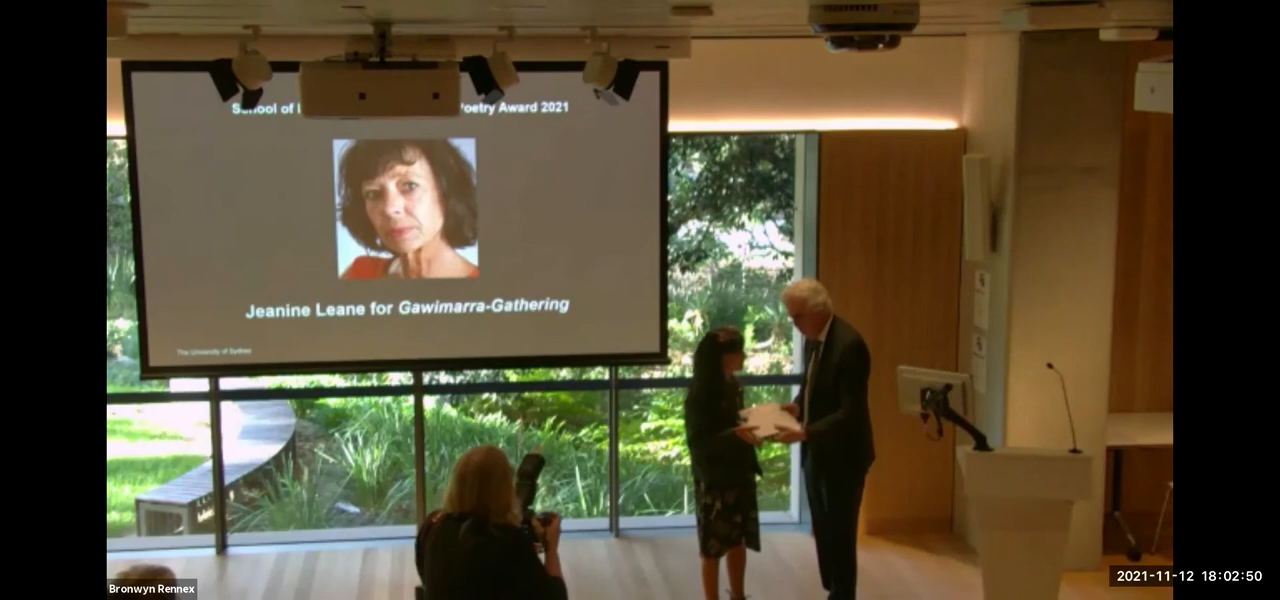 School of
Poetry Award 2021
Jeanine Leane for Gawimarra-Gathering
The University of Sydney
Bronwyn Rennex
2021-11-12 18:02:50